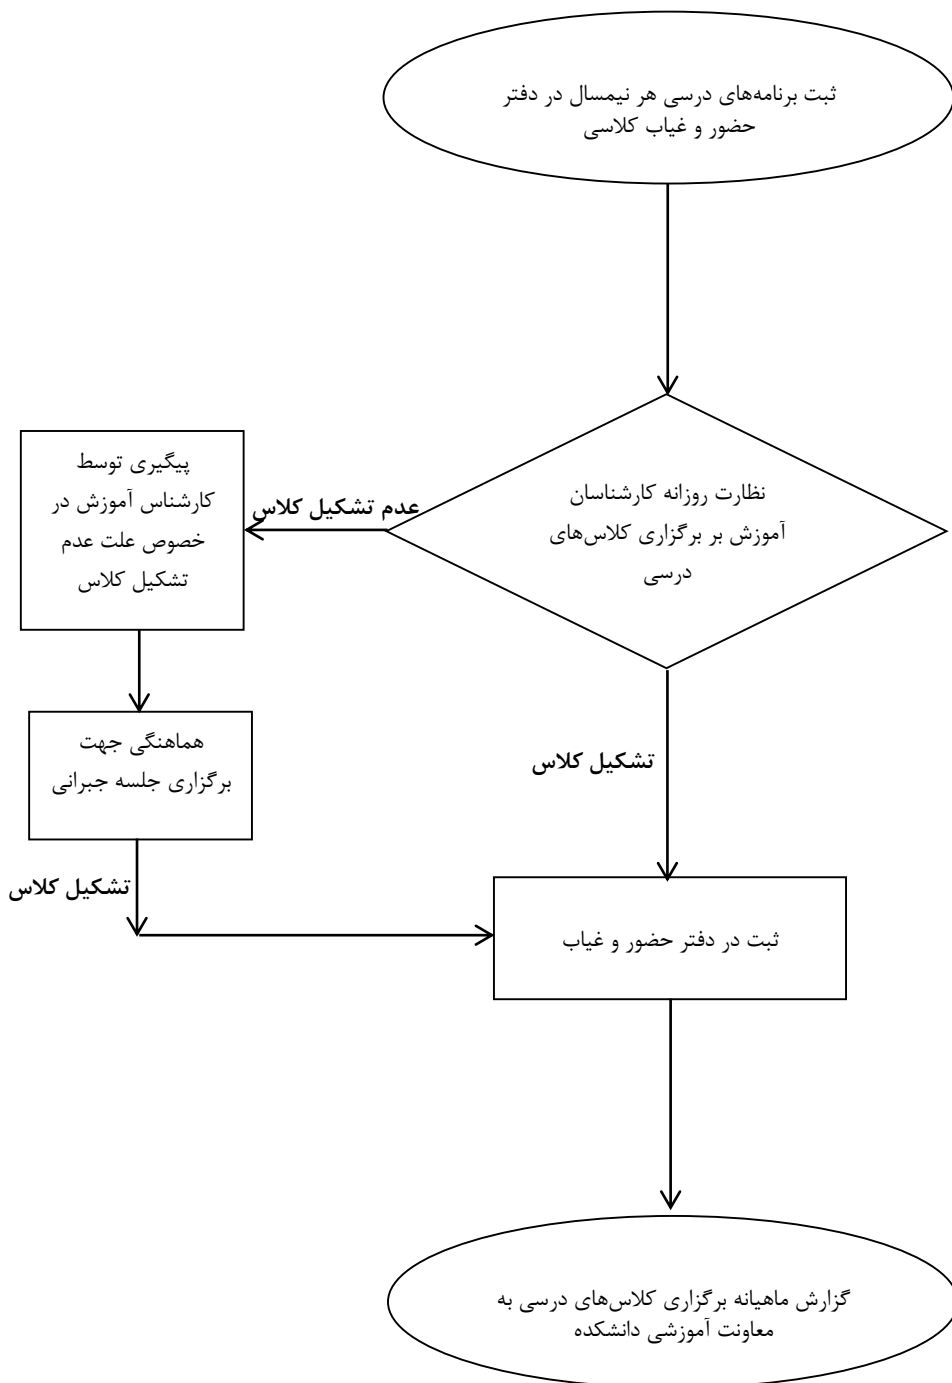 ثبت برنامه‌های درسی هر نیمسال در دفتر
حضور و غیاب کلاسی
نظارت روزانه کارشناسان
آموزش بر برگزاری کلاس‌های
درسی
عدم تشکیل کلاس
پیگیری توسط
کارشناس آموزش در
خصوص علت عدم
تشکیل کلاس
هماهنگی جهت
برگزاری جلسه جبرانی
تشکیل کلاس
تشکیل کلاس
ثبت در دفتر حضور و غیاب
گزارش ماهیانه برگزاری کلاس‌های درسی به
معاونت آموزشی دانشکده